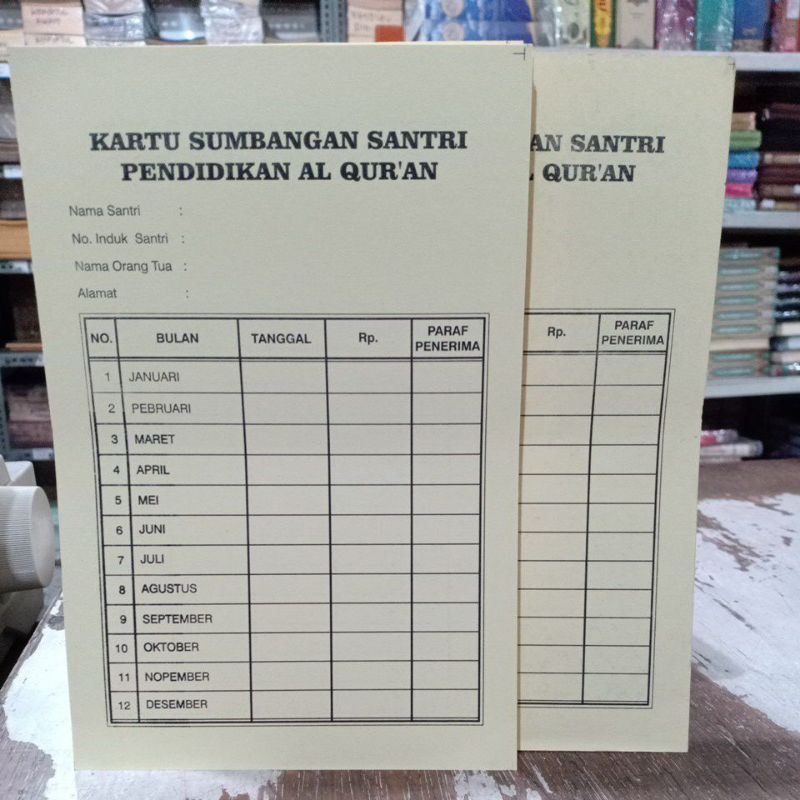 KARTU SUMBANGAN SANTRI
PENDIDIKAN AL QUR'AN
Nama Santri :
No. Induk Santri :
Nama Orang Tua :
Alamat :
NO. BULAN TANGGAL Rp. PARAF PENERIMA
1 JANUARI
2 PEBRUARI
3 MARET
4 APRIL
5 MEI
6 JUNI
7 JULI
8 AGUSTUS
9 SEPTEMBER
10 OKTOBER
11 NOPEMBER
12 DESEMBER
AN SANTRI
QUR'AN
Rp. PARAF PENERIMA